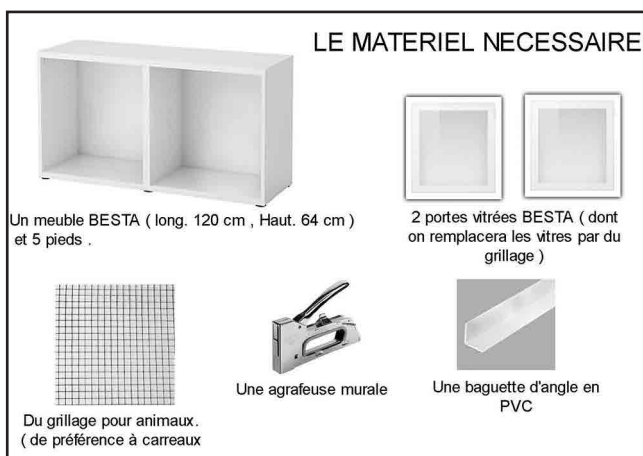 LE MATERIEL NECESSAIRE
Un meuble BESTA ( long. 120 cm , Haut. 64 cm )
et 5 pieds .
2 portes vitrées BESTA ( dont
on remplacera les vitres par du
grillage )
Du grillage pour animaux.
( de préférence à carreaux
Une agrafeuse murale
Une baguette d'angle en
PVC